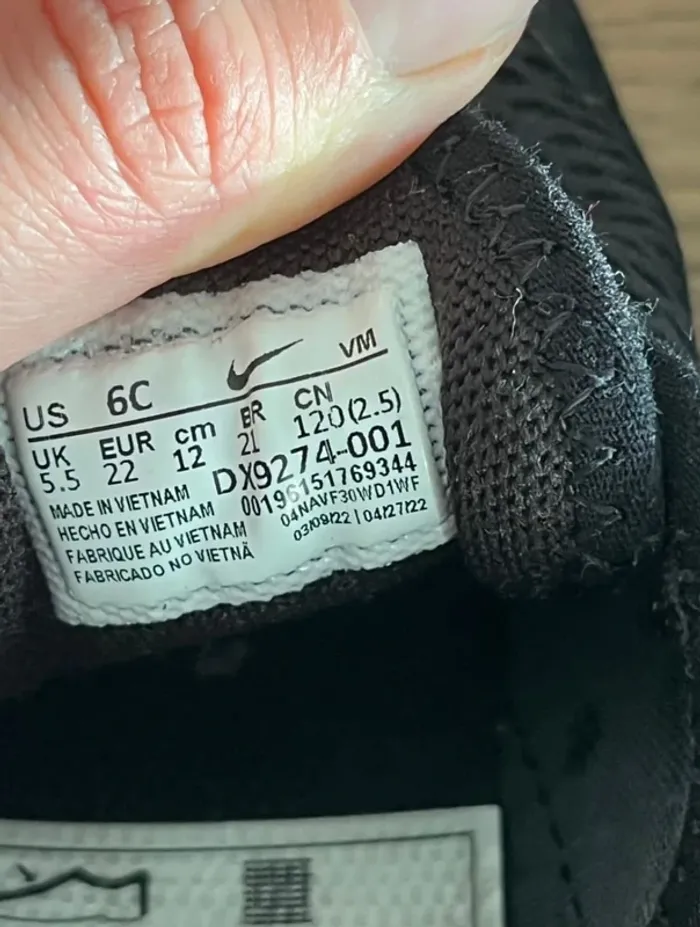 US 6C VM
UK EUR cm BR CN
5.5 22 12 21 120(2.5)
MADE IN VIETNAM DX9274-001
HECHO EN VIETNAM 00196151769344
FABRIQUE AU VIETNAM 04NAVF30WD1WF
FABRICADO NO VIETNÃ 03/09/22 | 04/27/22